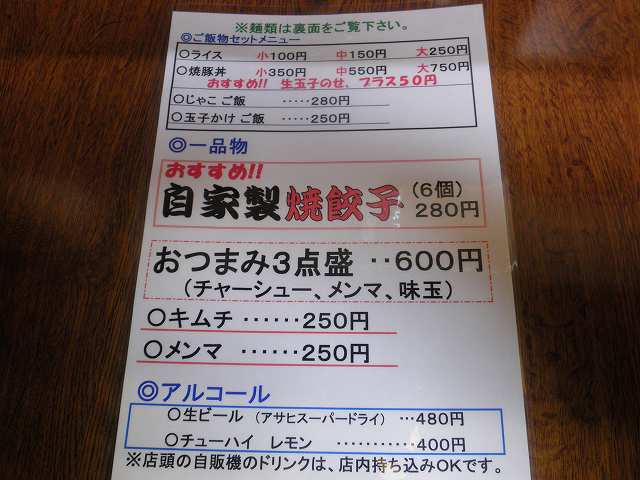 ※麺類は裏面をご覧下さい。
◎ご飯物セットメニュー
○ライス 小100円 中150円 大250円
○焼豚丼 小350円 中550円 大750円
おすすめ!! 生玉子のせ、プラス50円
○じゃこご飯 ‥‥‥280円
○玉子かけご飯 ‥‥‥250円
◎一品物
おすすめ!!
自家製焼餃子 (6個) 280円
おつまみ3点盛 ‥600円
(チャーシュー、メンマ、味玉)
○キムチ ‥‥‥250円
○メンマ ‥‥‥250円
◎アルコール
○生ビール (アサヒスーパードライ) …480円
○チューハイ レモン ‥‥‥‥‥400円
※店頭の自販機のドリンクは、店内持ち込みOKです。